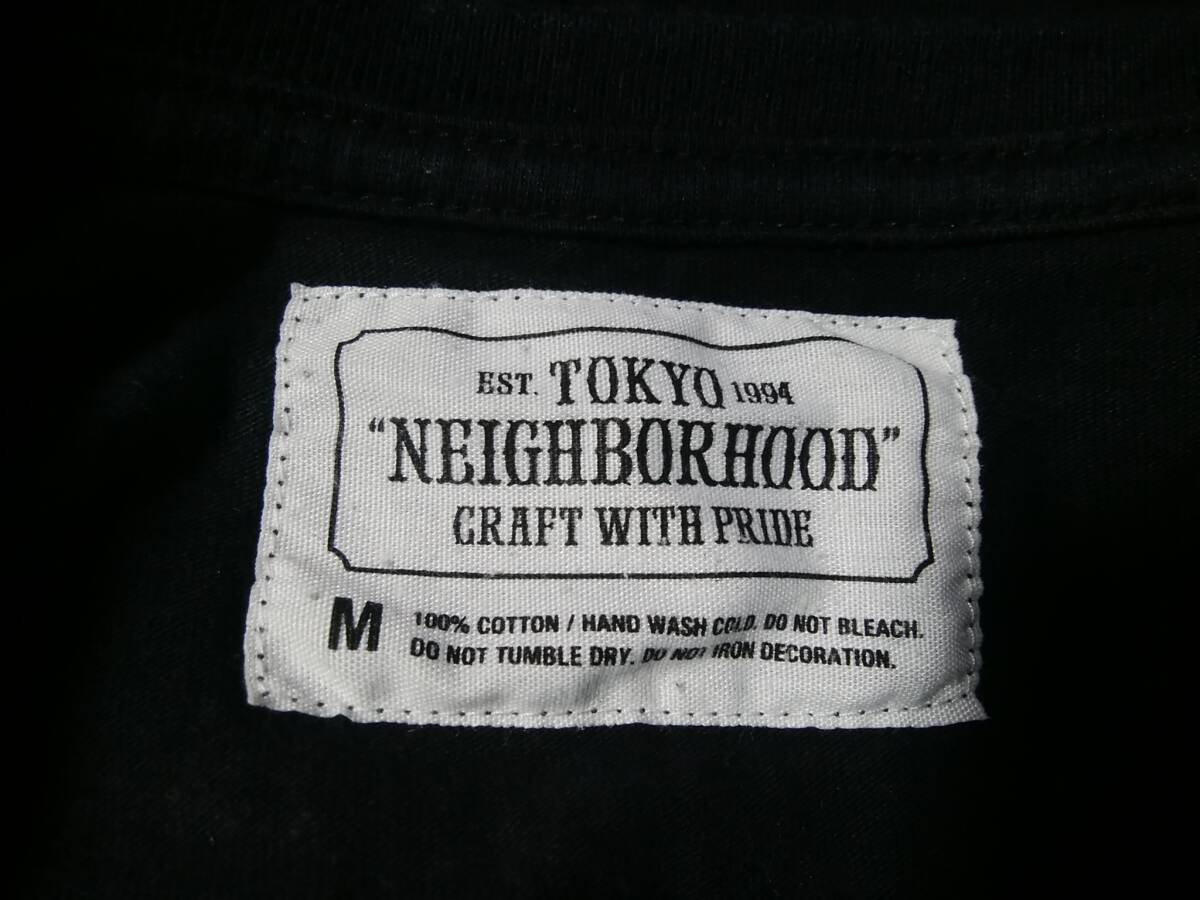 EST. TOKYO 1994
“NEIGHBORHOOD”
CRAFT WITH PRIDE
M 100% COTTON / HAND WASH COLD. DO NOT BLEACH.
DO NOT TUMBLE DRY. DO NOT IRON DECORATION.